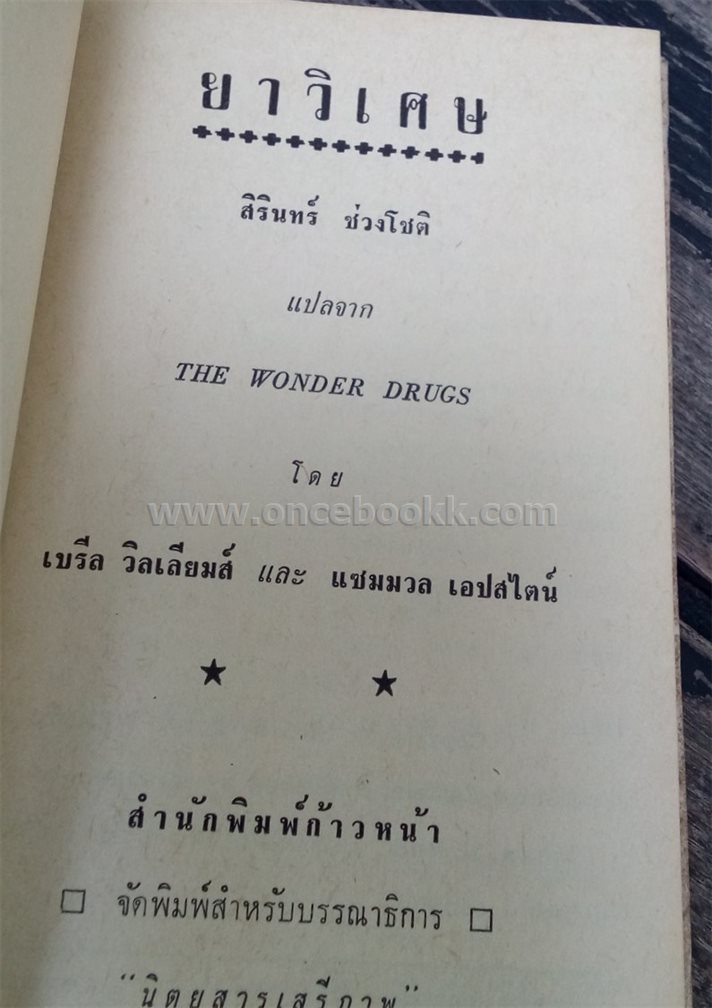 ยาวิเศษ
สิรินทร์ ช่วงโชติ
แปลจาก
THE WONDER DRUGS
โดย
www.oncebookk.com
เบรีล วิลเลียมส์ และ แซมมวล เอปสไตน์
สำนักพิมพ์ก้าวหน้า
จัดพิมพ์สำหรับบรรณาธิการ
"นิตยสารเสรีภาพ"